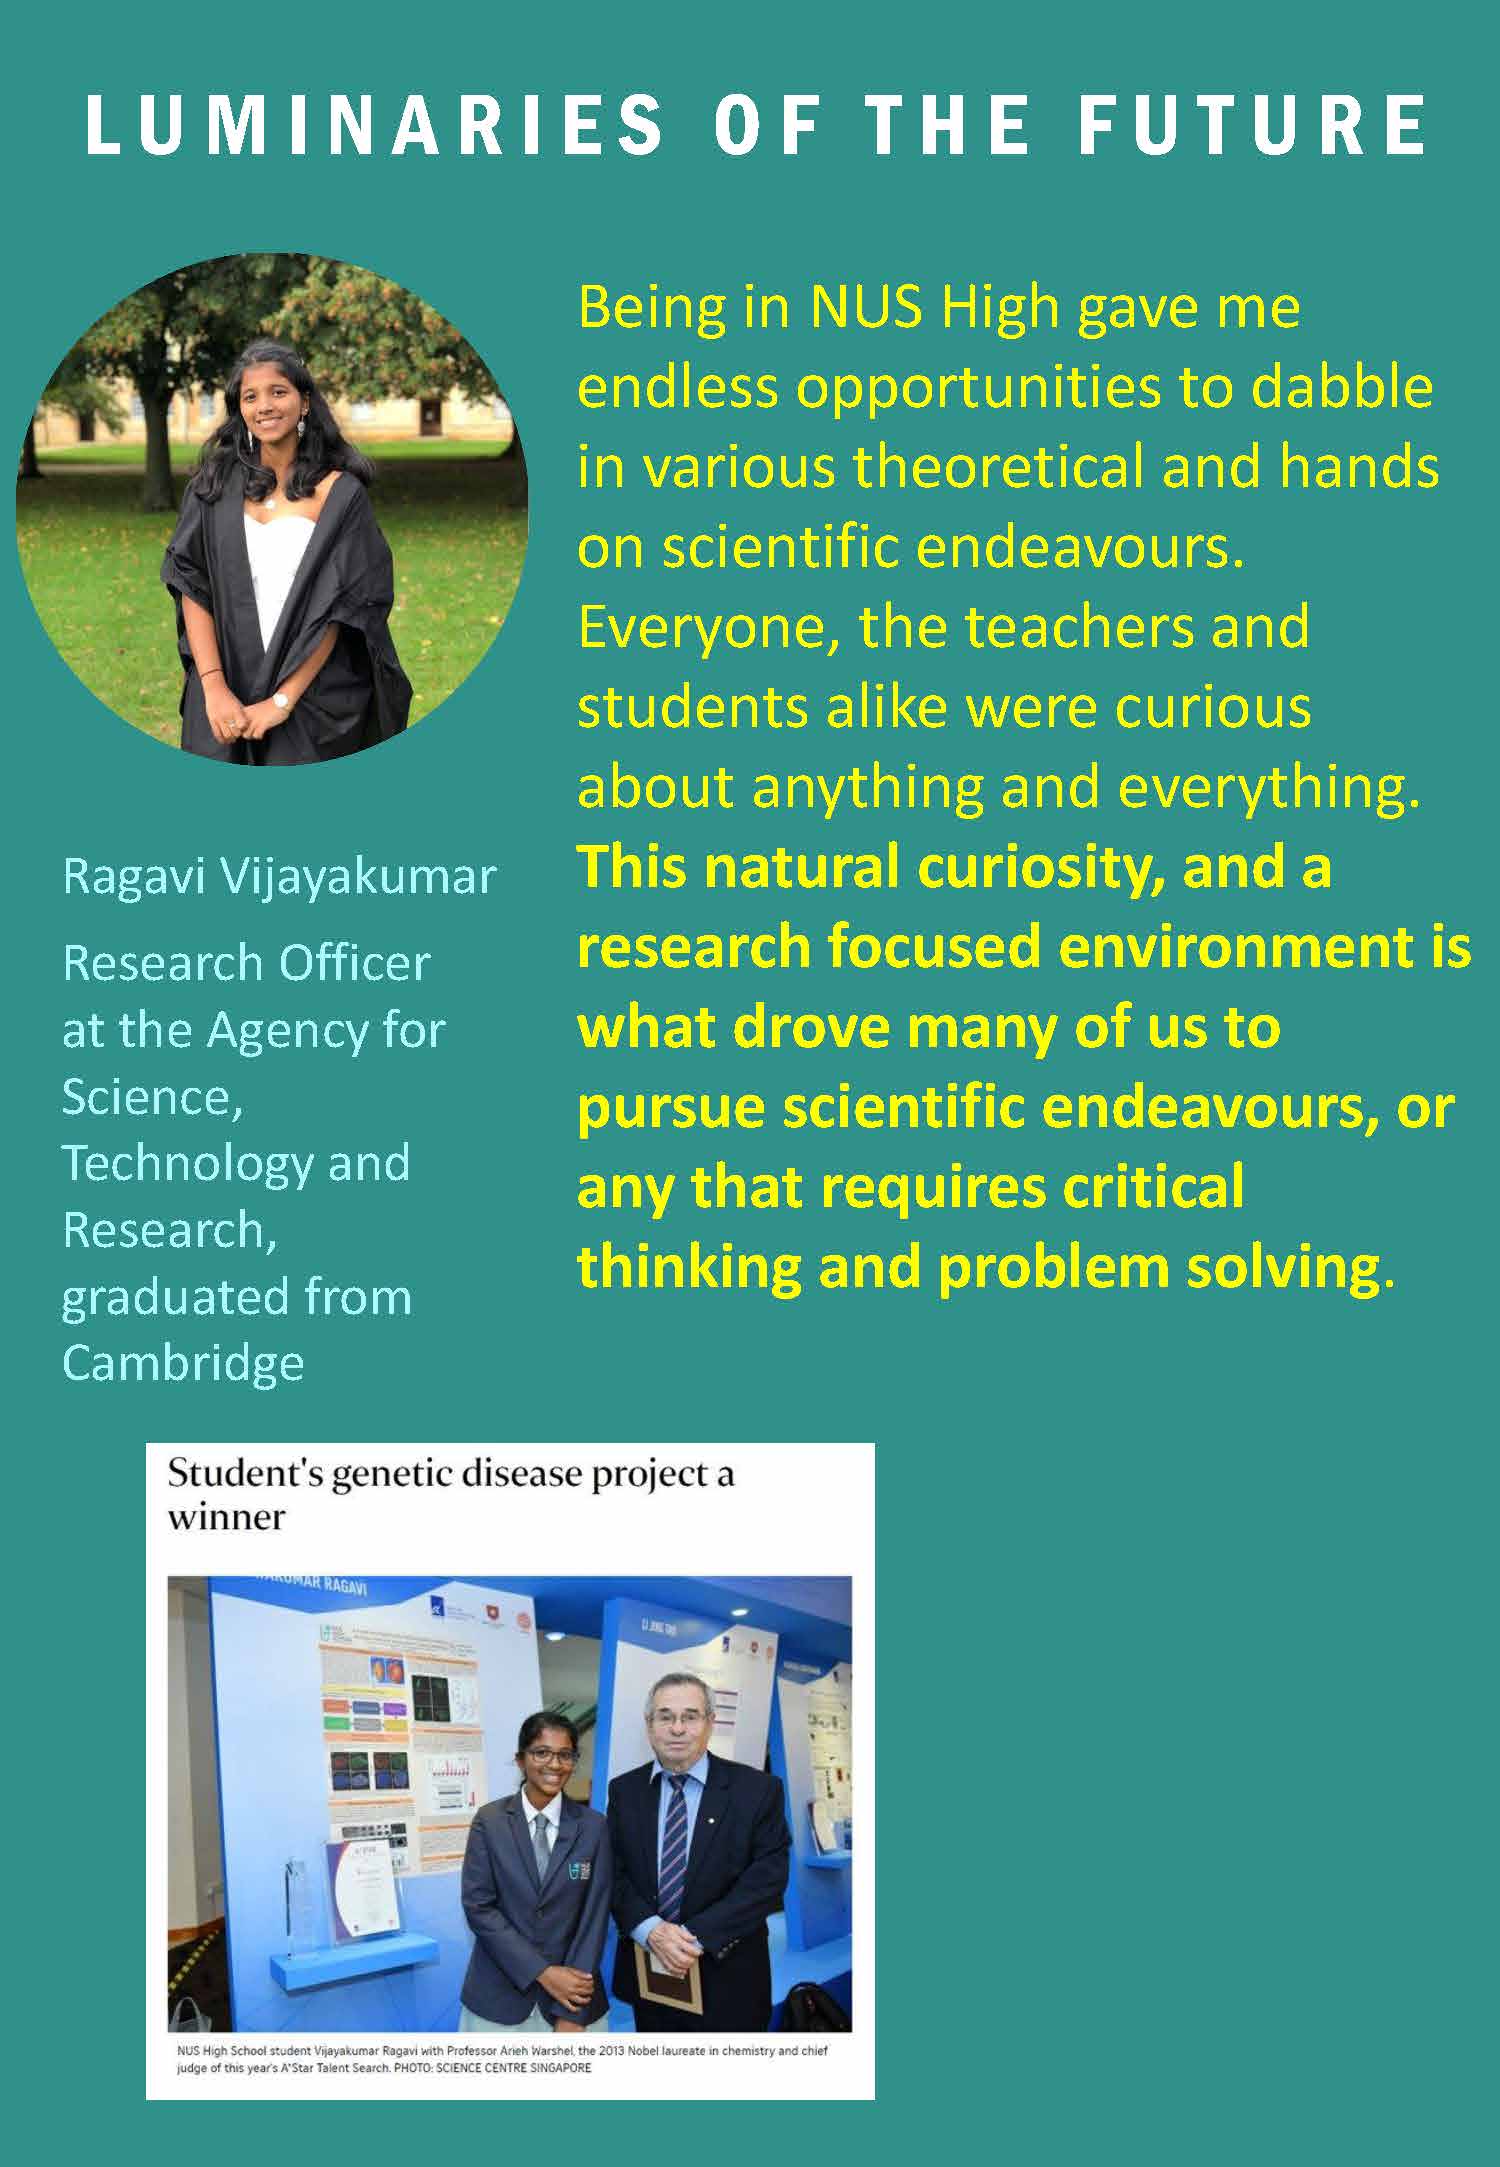 LUMINARIES OF THE FUTURE
Being in NUS High gave me
endless opportunities to dabble
in various theoretical and hands
on scientific endeavours.
Everyone, the teachers and
students alike were curious
about anything and everything.
This natural curiosity, and a
research focused environment is
what drove many of us to
pursue scientific endeavours, or
any that requires critical
thinking and problem solving.
Ragavi Vijayakumar
Research Officer
at the Agency for
Science,
Technology and
Research,
graduated from
Cambridge
Student's genetic disease project a
winner
RAGAVI
NUS High School student Vijayakumar Ragavi with Professor Arieh Warshel, the 2013 Nobel laureate in chemistry and chief
judge of this year's A*Star Talent Search. PHOTO: SCIENCE CENTRE SINGAPORE